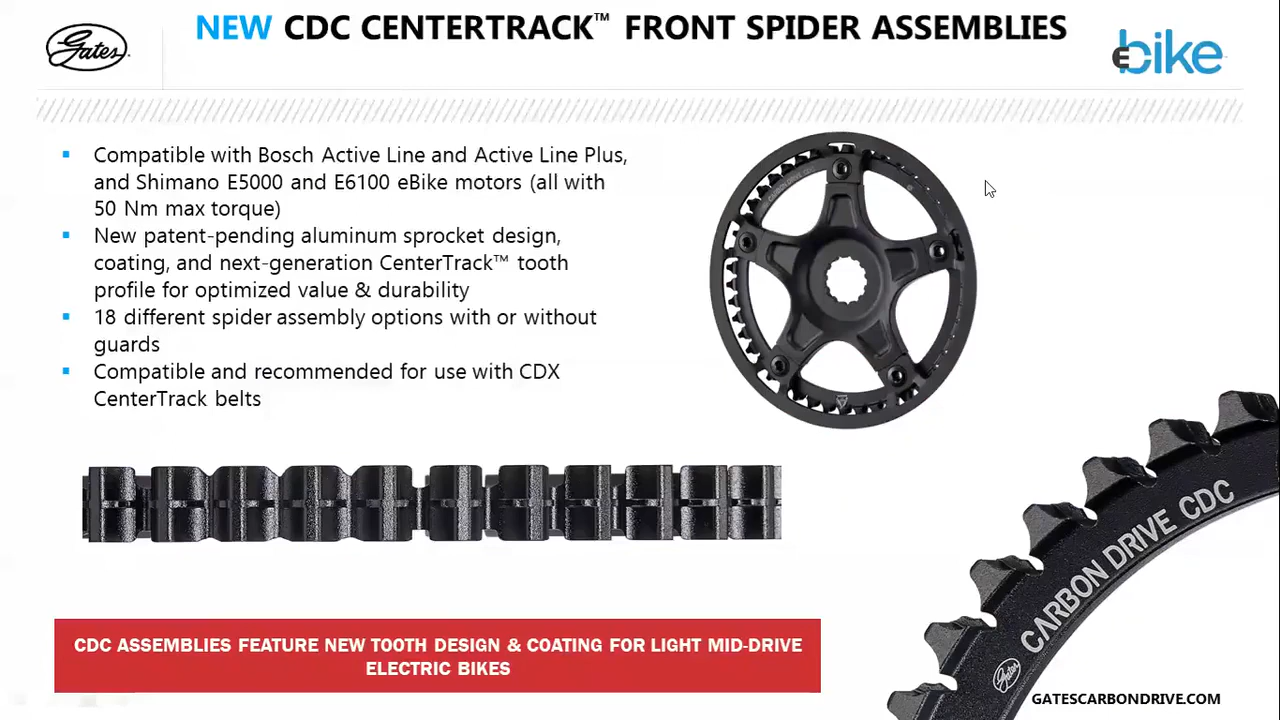 Gates
NEW CDC CENTERTRACK™ FRONT SPIDER ASSEMBLIES
Ebike
Compatible with Bosch Active Line and Active Line Plus,
and Shimano E5000 and E6100 eBike motors (all with
50 Nm max torque)
New patent-pending aluminum sprocket design,
coating, and next-generation CenterTrack™ tooth
profile for optimized value & durability
18 different spider assembly options with or without
guards
Compatible and recommended for use with CDX
CenterTrack belts
CARBON DRIVE CDC
Gates
CDC ASSEMBLIES FEATURE NEW TOOTH DESIGN & COATING FOR LIGHT MID-DRIVE
ELECTRIC BIKES
GATESCARBONDRIVE.COM